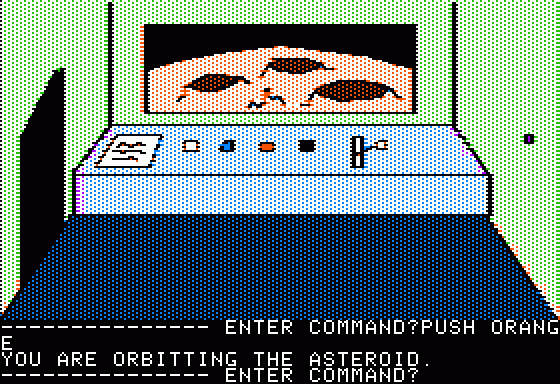 --------------- ENTER COMMAND?PUSH ORANG
E
YOU ARE ORBITTING THE ASTEROID.
--------------- ENTER COMMAND?